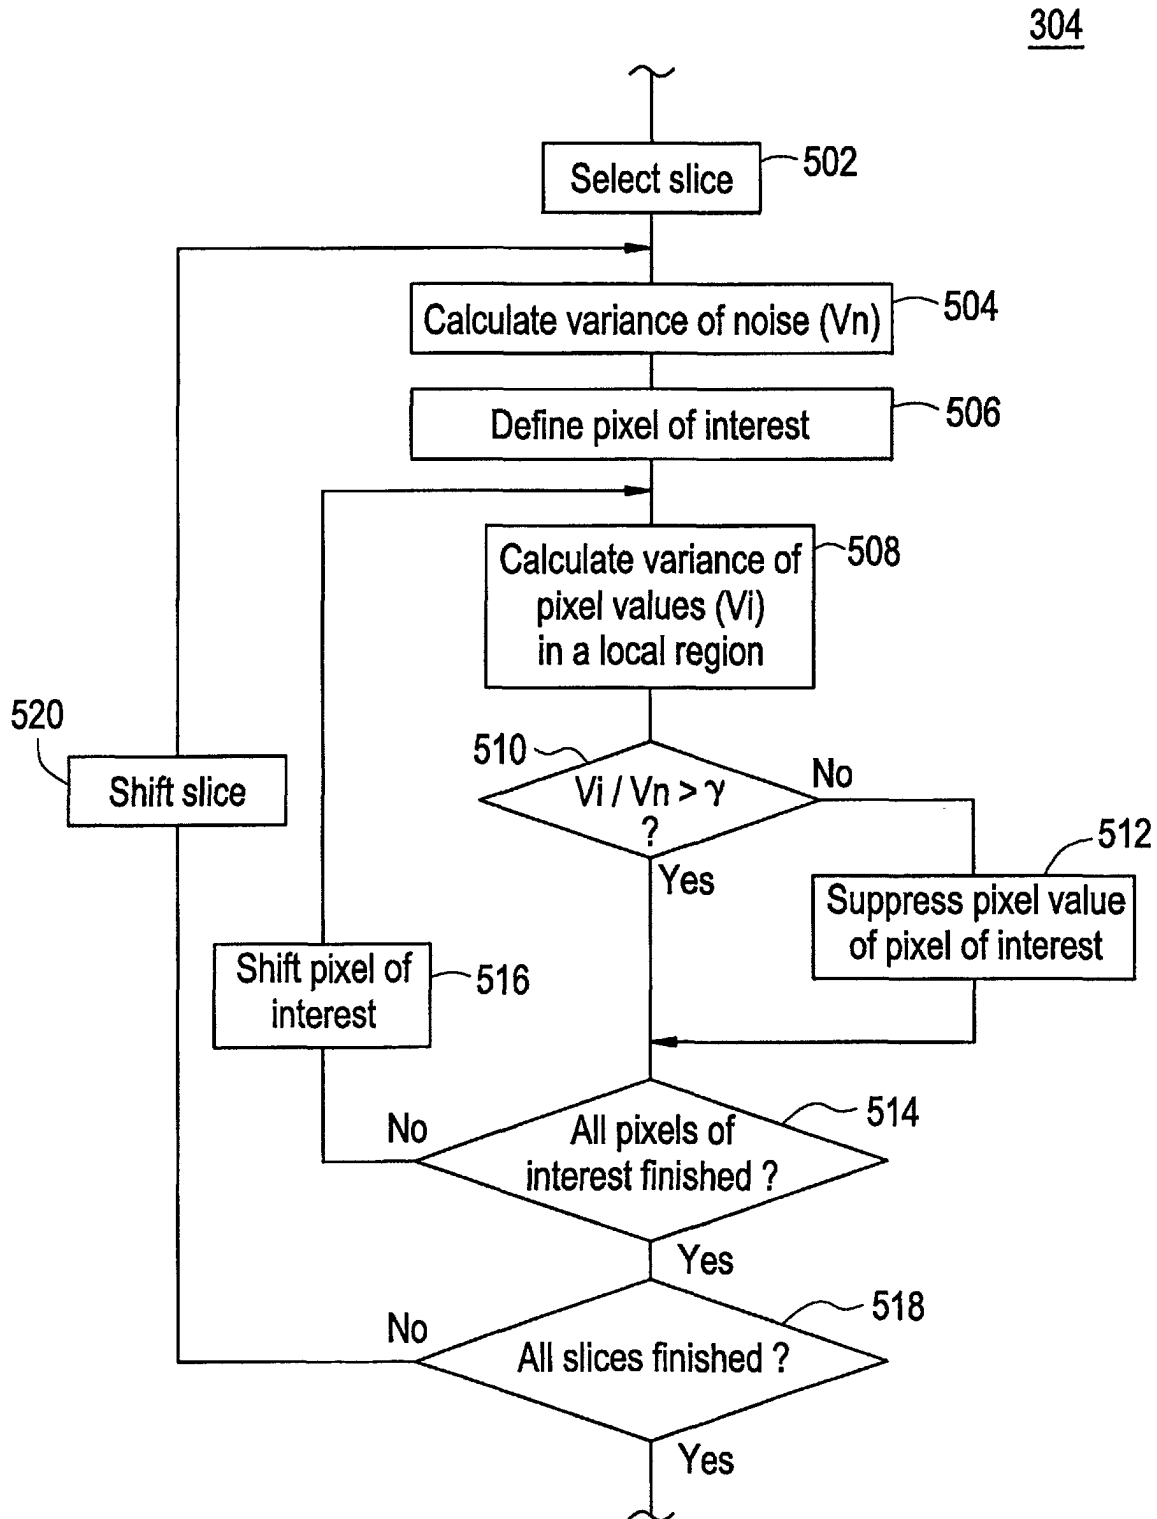 304
Select slice
502
Calculate variance of noise (Vn)
504
Define pixel of interest
506
Calculate variance of
pixel values (Vi)
in a local region
508
520
Shift slice
510
Vi / Vn > γ
?
No
Yes
512
Suppress pixel value
of pixel of interest
Shift pixel of
interest
516
514
All pixels of
interest finished ?
No
Yes
518
All slices finished ?
No
Yes